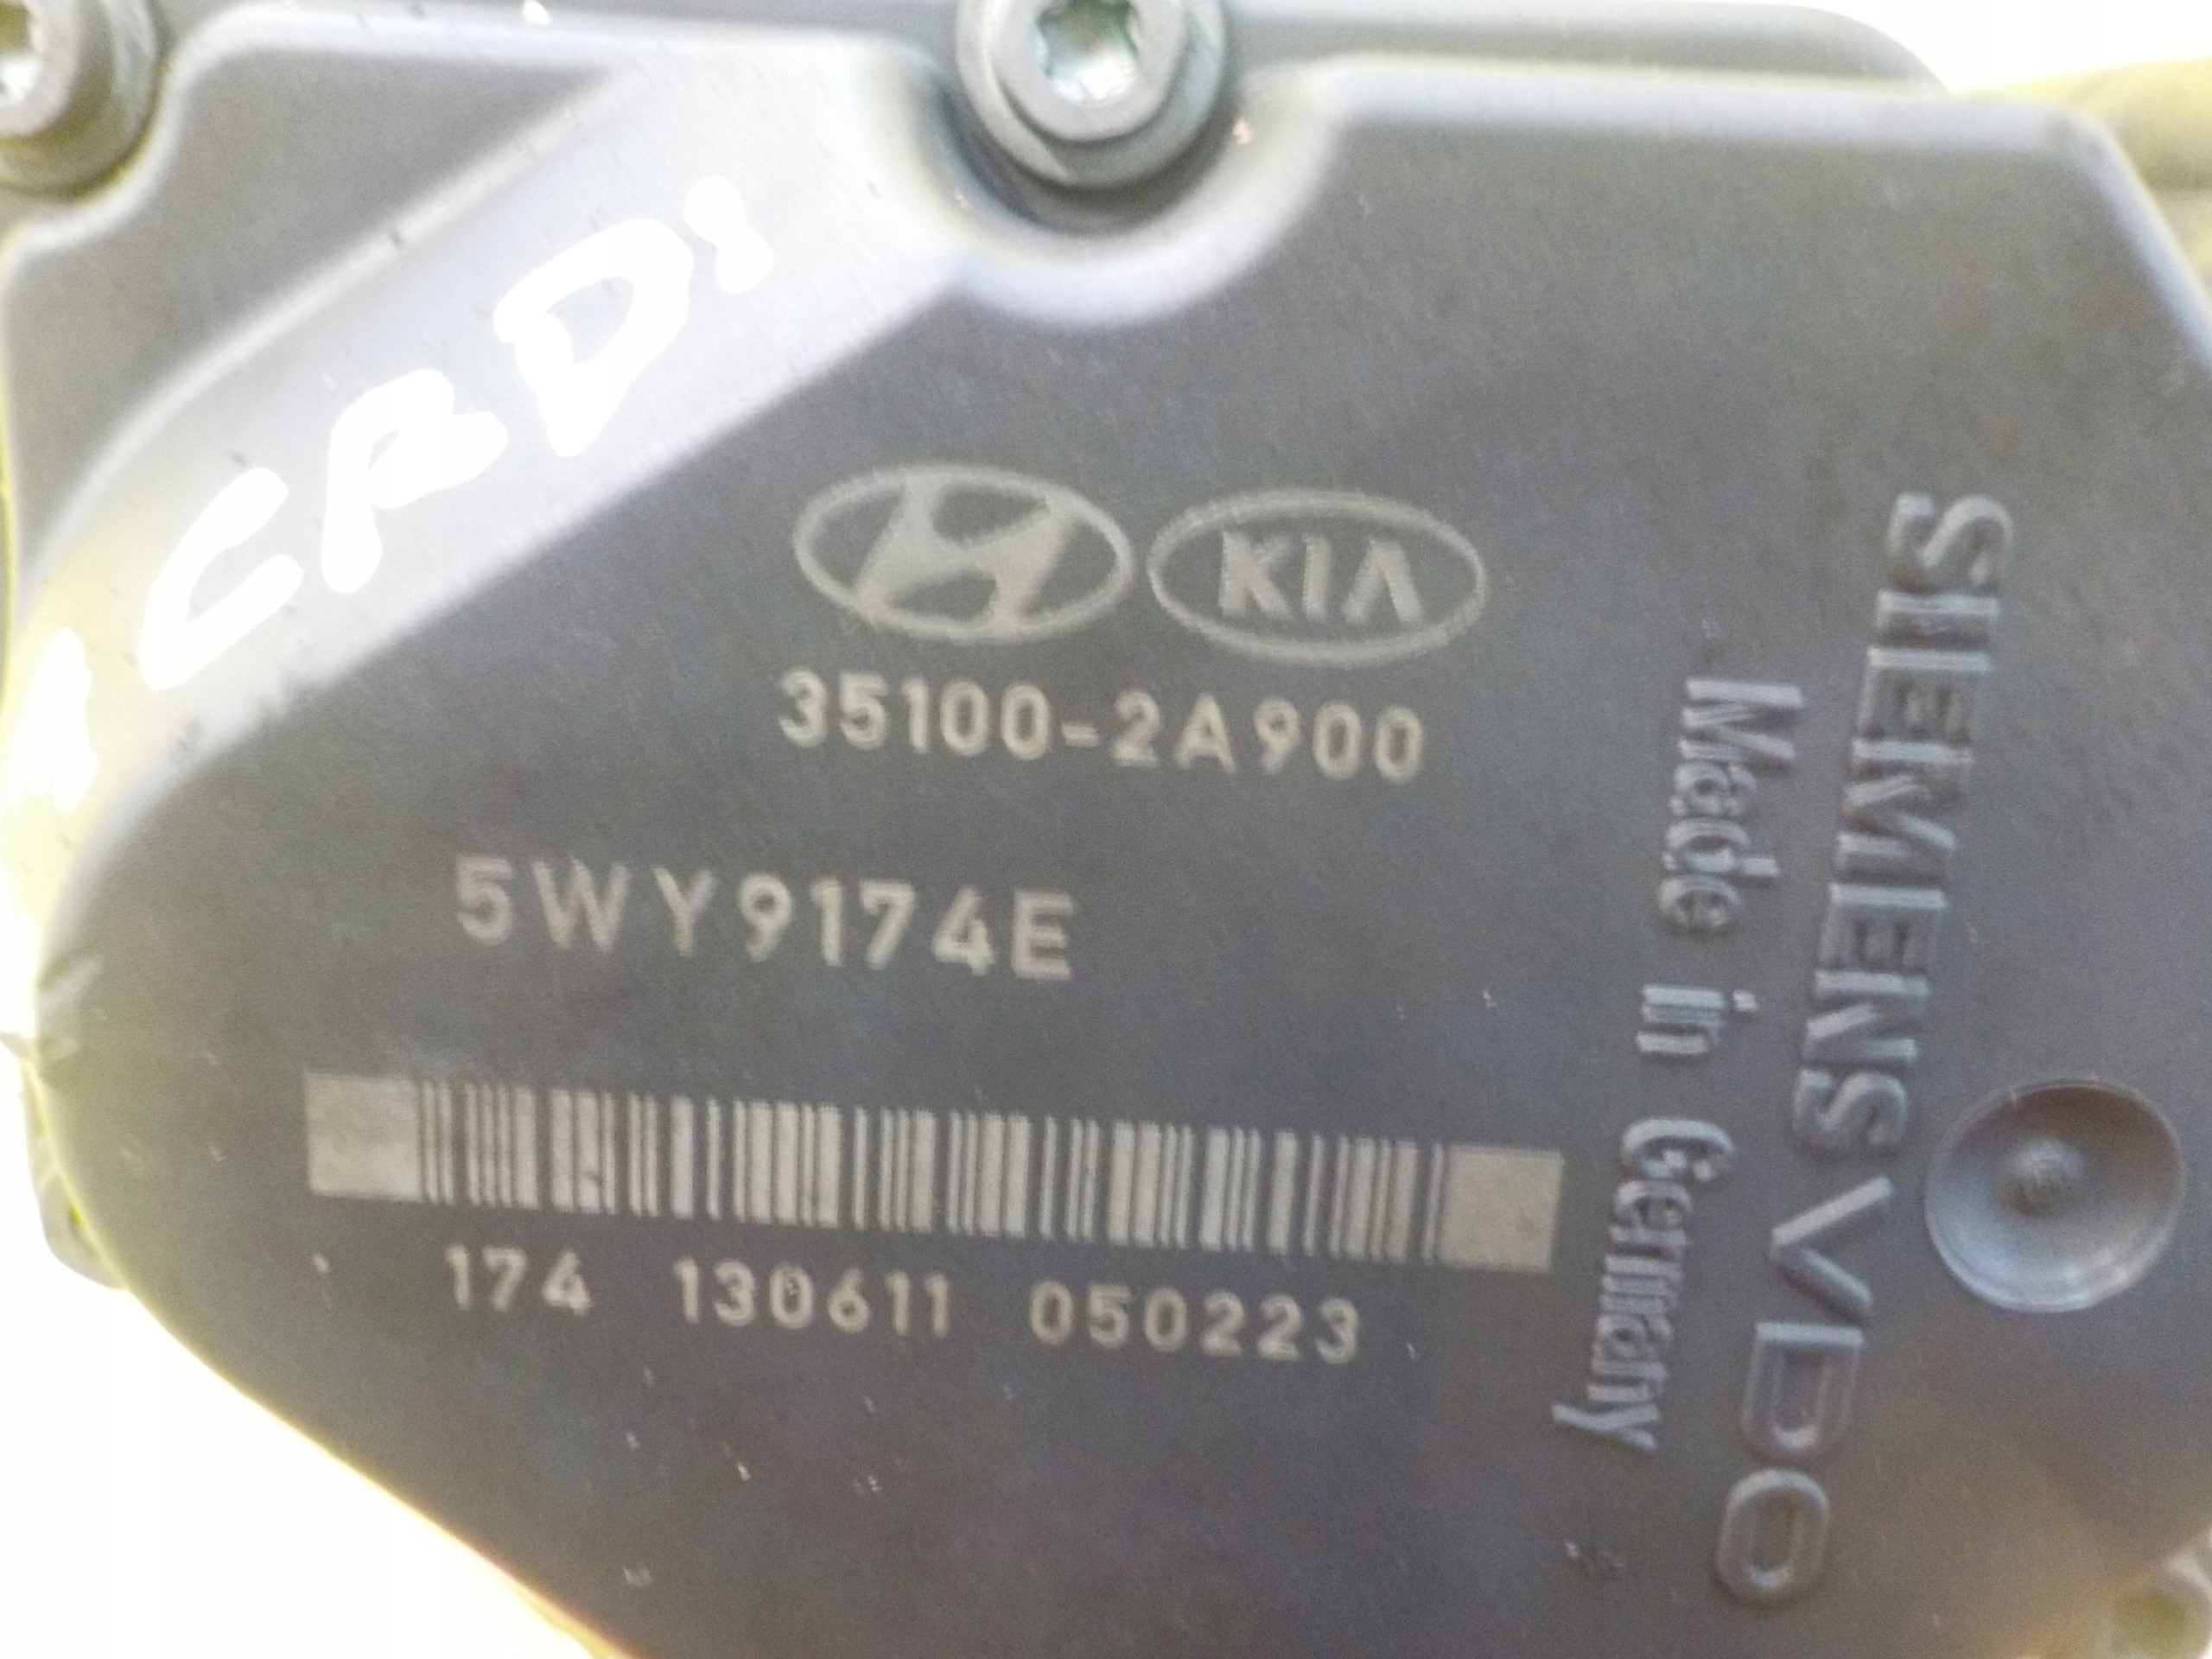 CRDi
KIA
35100-2A900
5WY9174E
174 130611 050223
SIEMENS VDO
Made in Germany